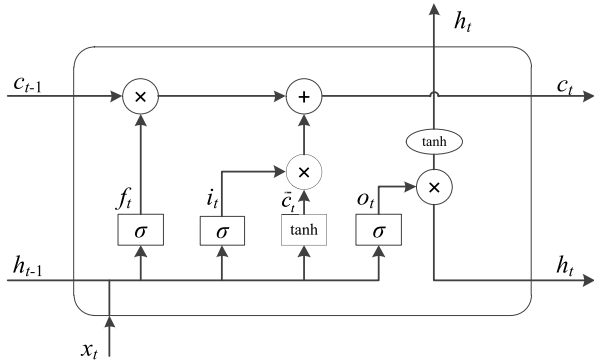 h_t
c_{t-1}
×
+
c_t
tanh
×
×
f_t
i_t
c̃_t
o_t
σ
σ
tanh
σ
h_{t-1}
h_t
x_t